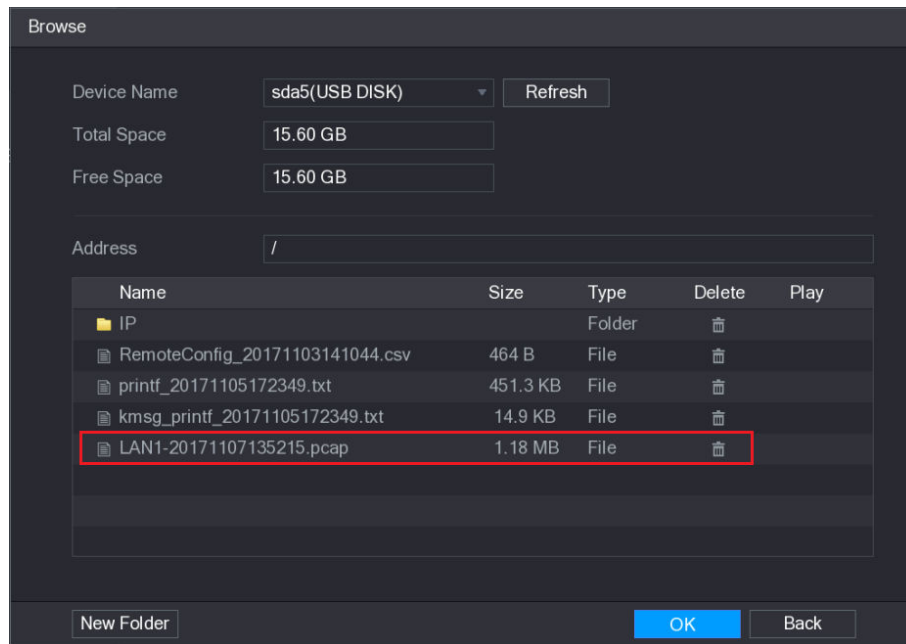 Browse
Device Name sda5(USB DISK) Refresh
Total Space 15.60 GB
Free Space 15.60 GB
Address /
Name Size Type Delete Play
IP Folder
RemoteConfig_20171103141044.csv 464 B File
printf_20171105172349.txt 451.3 KB File
kmsg_printf_20171105172349.txt 14.9 KB File
LAN1-20171107135215.pcap 1.18 MB File
New Folder OK Back